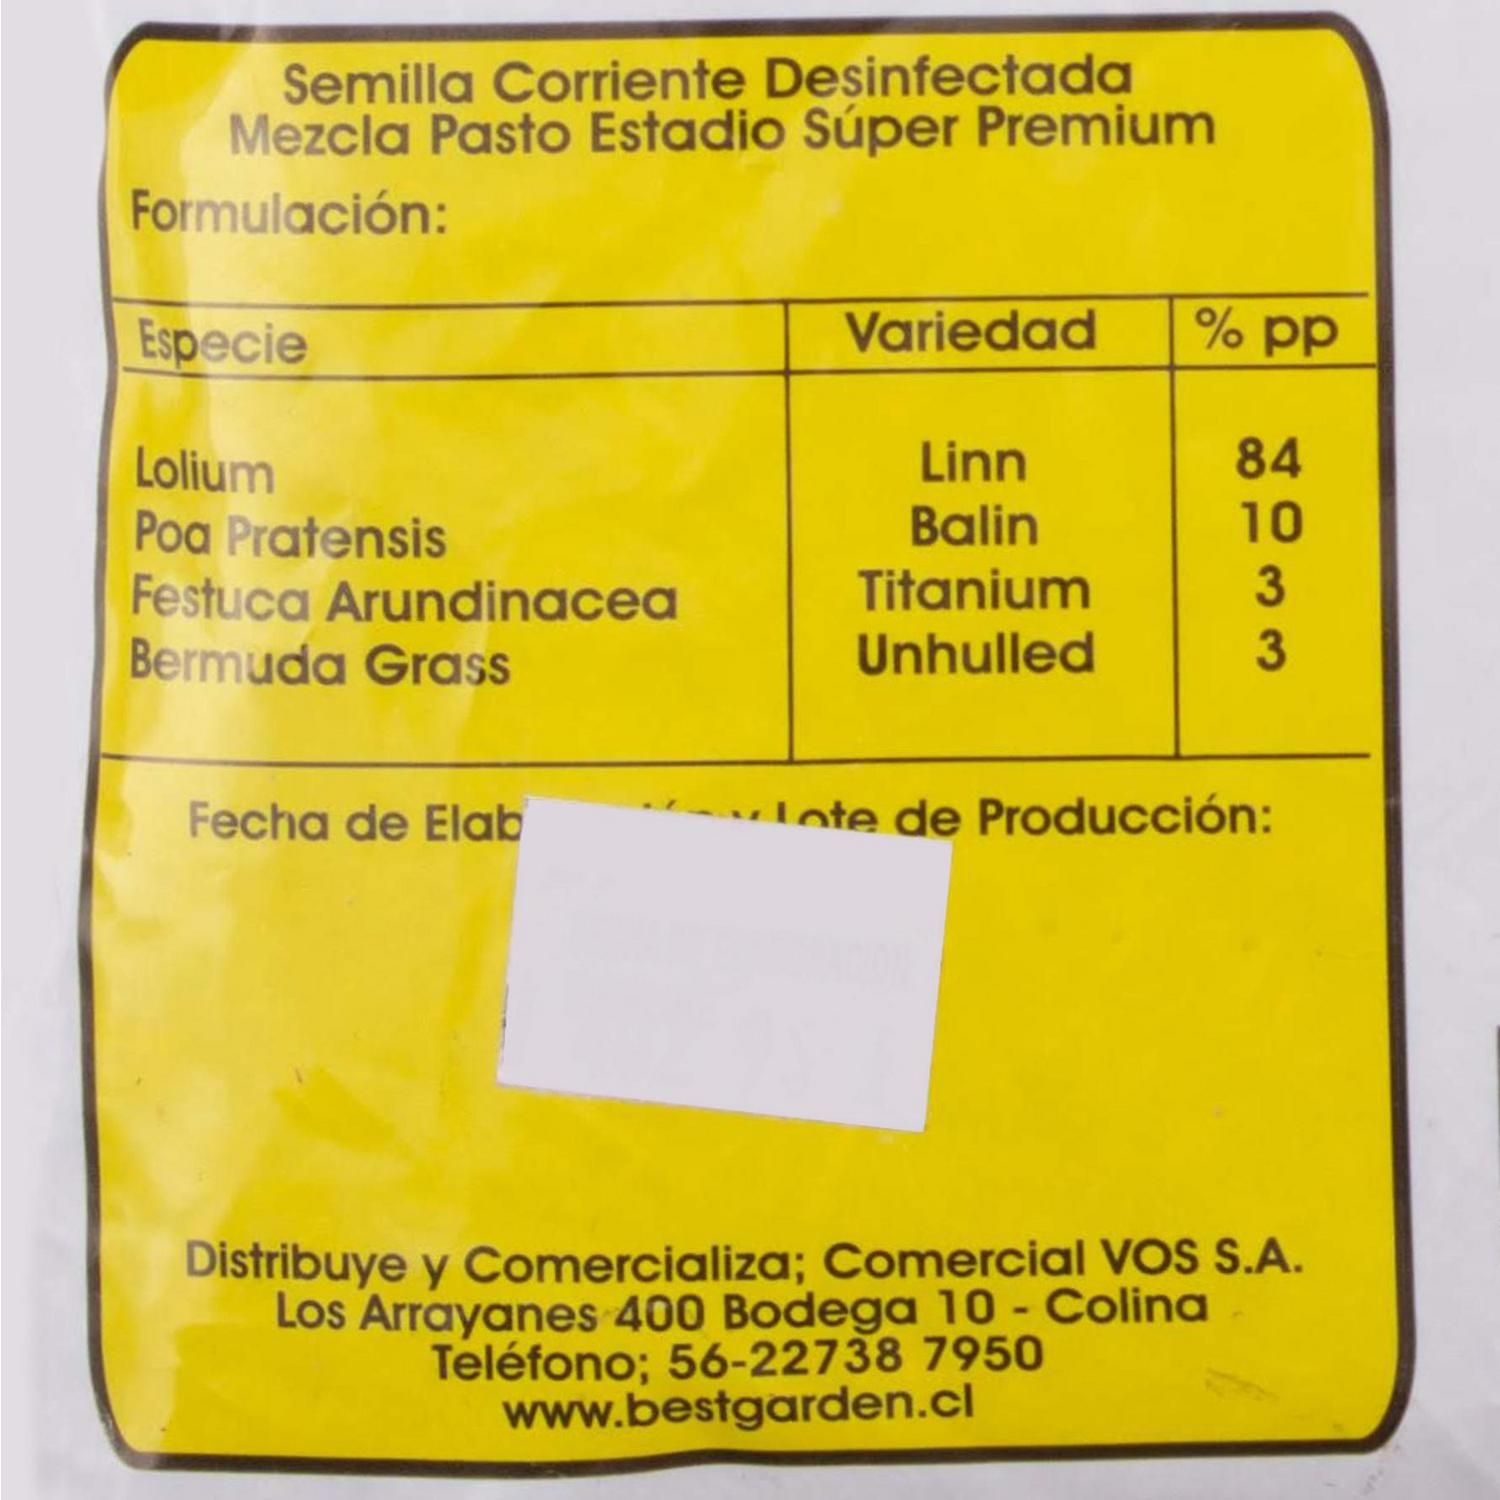 Semilla Corriente Desinfectada
Mezcla Pasto Estadio Súper Premium
Formulación:
Especie Variedad % pp
Lolium Linn 84
Poa Pratensis Balin 10
Festuca Arundinacea Titanium 3
Bermuda Grass Unhulled 3
Fecha de y Lote de Producción:
Distribuye y Comercializa; Comercial VOS S.A.
Los Arrayanes 400 Bodega 10 - Colina
Teléfono; 56-22738 7950
www.bestgarden.cl